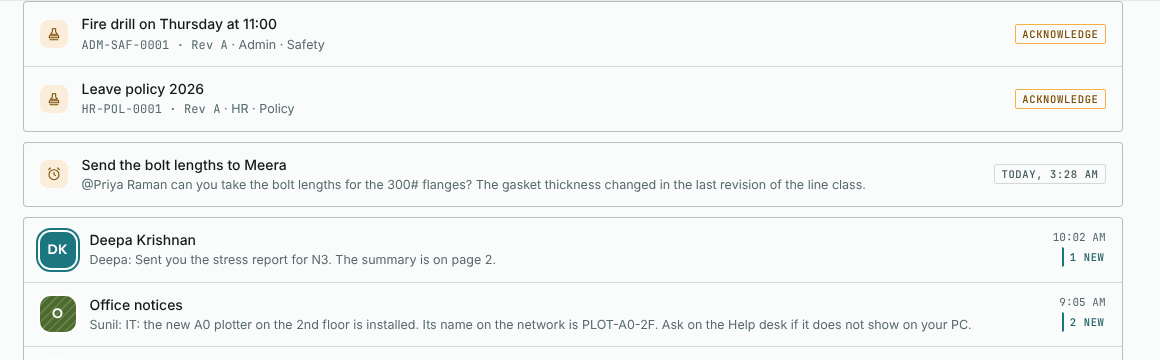 Fire drill on Thursday at 11:00
ADM-SAF-0001 · Rev A · Admin · Safety
ACKNOWLEDGE
Leave policy 2026
HR-POL-0001 · Rev A · HR · Policy
ACKNOWLEDGE
Send the bolt lengths to Meera
@Priya Raman can you take the bolt lengths for the 300# flanges? The gasket thickness changed in the last revision of the line class.
TODAY, 3:28 AM
DK
Deepa Krishnan
10:02 AM
Deepa: Sent you the stress report for N3. The summary is on page 2.
1 NEW
O
Office notices
9:05 AM
Sunil: IT: the new A0 plotter on the 2nd floor is installed. Its name on the network is PLOT-A0-2F. Ask on the Help desk if it does not show on your PC.
2 NEW